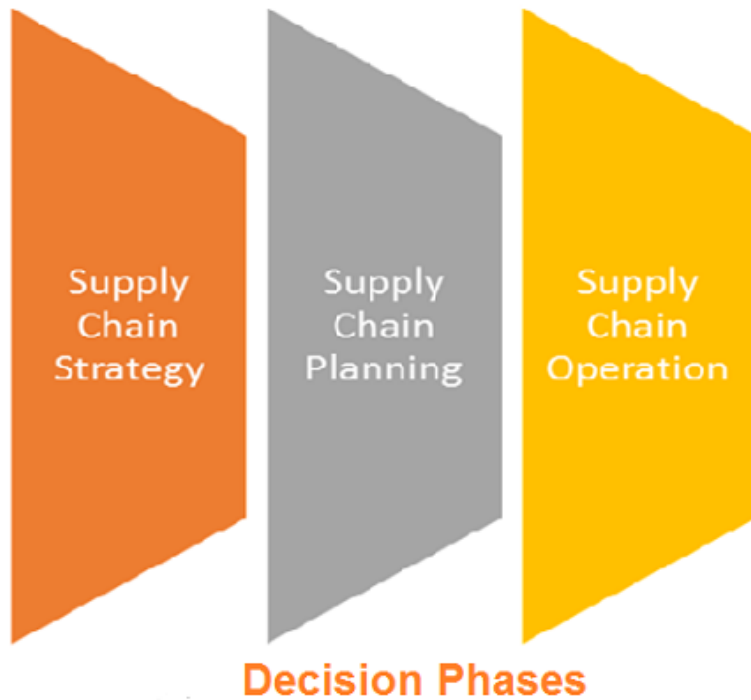 Supply
Chain
Strategy
Supply
Chain
Planning
Supply
Chain
Operation
Decision Phases